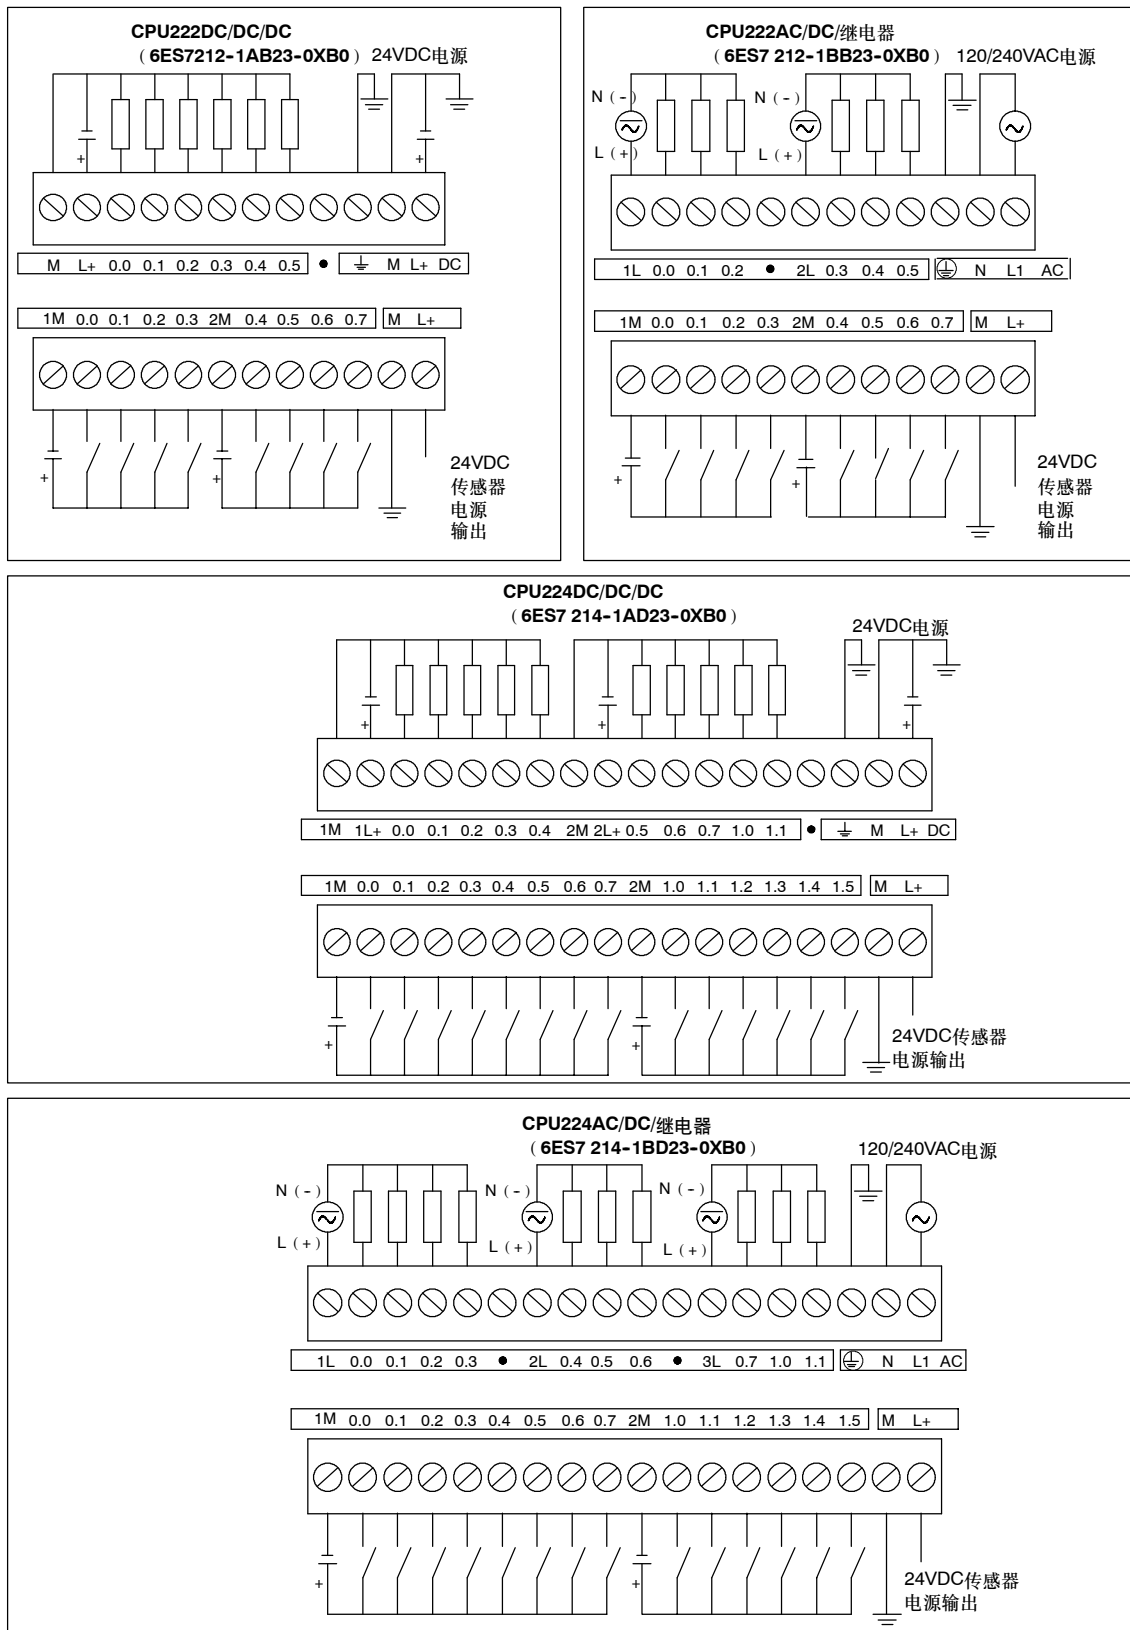 CPU222DC/DC/DC
（6ES7212-1AB23-0XB0） 24VDC电源
+ +
M L+ 0.0 0.1 0.2 0.3 0.4 0.5 ● ⏚ M L+ DC
1M 0.0 0.1 0.2 0.3 2M 0.4 0.5 0.6 0.7 M L+
+ +
24VDC
传感器
电源
输出
CPU222AC/DC/继电器
（6ES7 212-1BB23-0XB0） 120/240VAC电源
N（-） N（-）
L（+） L（+）
1L 0.0 0.1 0.2 ● 2L 0.3 0.4 0.5 ⏚ N L1 AC
1M 0.0 0.1 0.2 0.3 2M 0.4 0.5 0.6 0.7 M L+
+ +
24VDC
传感器
电源
输出
CPU224DC/DC/DC
（6ES7 214-1AD23-0XB0）
24VDC电源
+ + +
1M 1L+ 0.0 0.1 0.2 0.3 0.4 2M 2L+ 0.5 0.6 0.7 1.0 1.1 ● ⏚ M L+ DC
1M 0.0 0.1 0.2 0.3 0.4 0.5 0.6 0.7 2M 1.0 1.1 1.2 1.3 1.4 1.5 M L+
+ +
24VDC传感器
电源输出
CPU224AC/DC/继电器
（6ES7 214-1BD23-0XB0） 120/240VAC电源
N（-） N（-） N（-）
L（+） L（+） L（+）
1L 0.0 0.1 0.2 0.3 ● 2L 0.4 0.5 0.6 ● 3L 0.7 1.0 1.1 ⏚ N L1 AC
1M 0.0 0.1 0.2 0.3 0.4 0.5 0.6 0.7 2M 1.0 1.1 1.2 1.3 1.4 1.5 M L+
+ +
24VDC传感器
电源输出